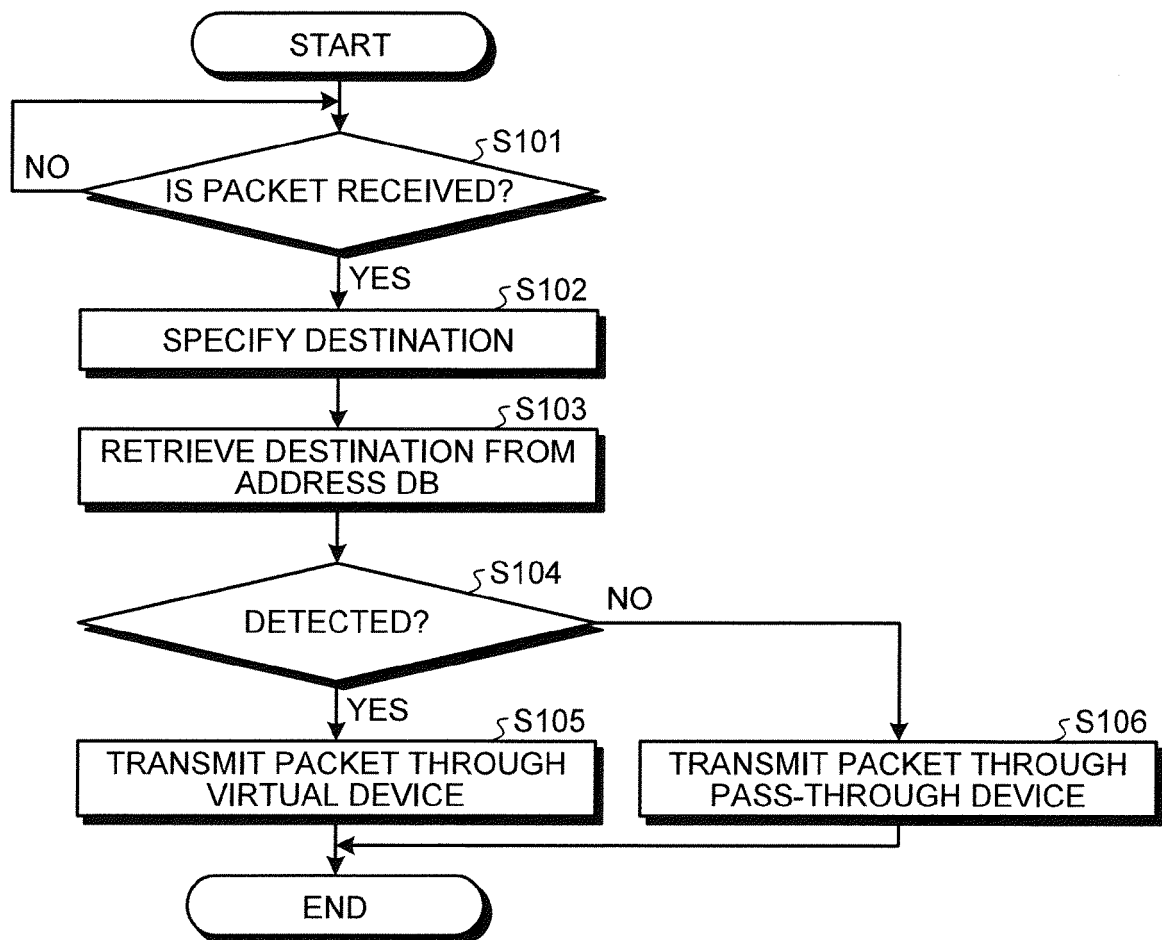 START
S101
NO
IS PACKET RECEIVED?
YES
S102
SPECIFY DESTINATION
S103
RETRIEVE DESTINATION FROM
ADDRESS DB
S104
NO
DETECTED?
YES
S105
TRANSMIT PACKET THROUGH
VIRTUAL DEVICE
S106
TRANSMIT PACKET THROUGH
PASS-THROUGH DEVICE
END